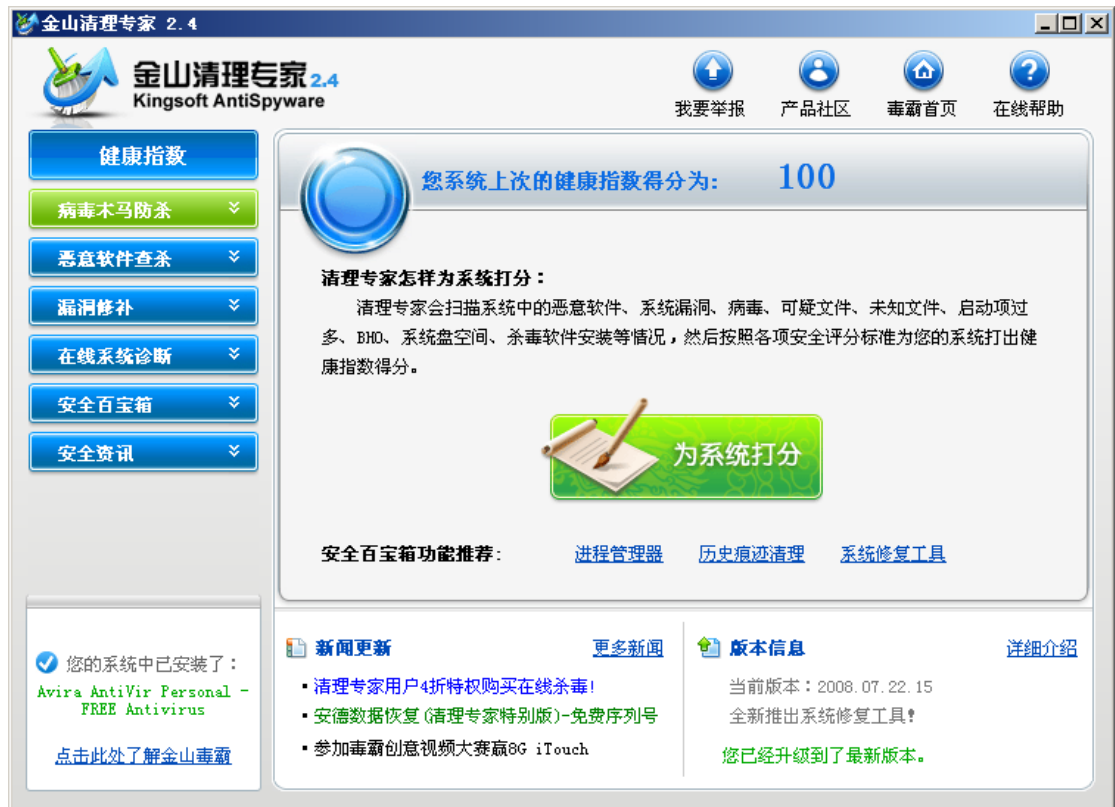 金山清理专家 2.4
金山清理专家2.4
Kingsoft AntiSpyware
我要举报 产品社区 毒霸首页 在线帮助
健康指数
病毒木马防杀
恶意软件查杀
漏洞修补
在线系统诊断
安全百宝箱
安全资讯
您系统上次的健康指数得分为: 100
清理专家怎样为系统打分：
清理专家会扫描系统中的恶意软件、系统漏洞、病毒、可疑文件、未知文件、启动项过
多、BHO、系统盘空间、杀毒软件安装等情况，然后按照各项安全评分标准为您的系统打出健
康指数得分。
为系统打分
安全百宝箱功能推荐: 进程管理器 历史痕迹清理 系统修复工具
您的系统中已安装了：
Avira AntiVir Personal -
FREE Antivirus
点击此处了解金山毒霸
新闻更新 更多新闻
▪清理专家用户4折特权购买在线杀毒!
▪安德数据恢复(清理专家特别版)-免费序列号
▪参加毒霸创意视频大赛赢8G iTouch
版本信息 详细介绍
当前版本：2008.07.22.15
全新推出系统修复工具!
您已经升级到了最新版本。